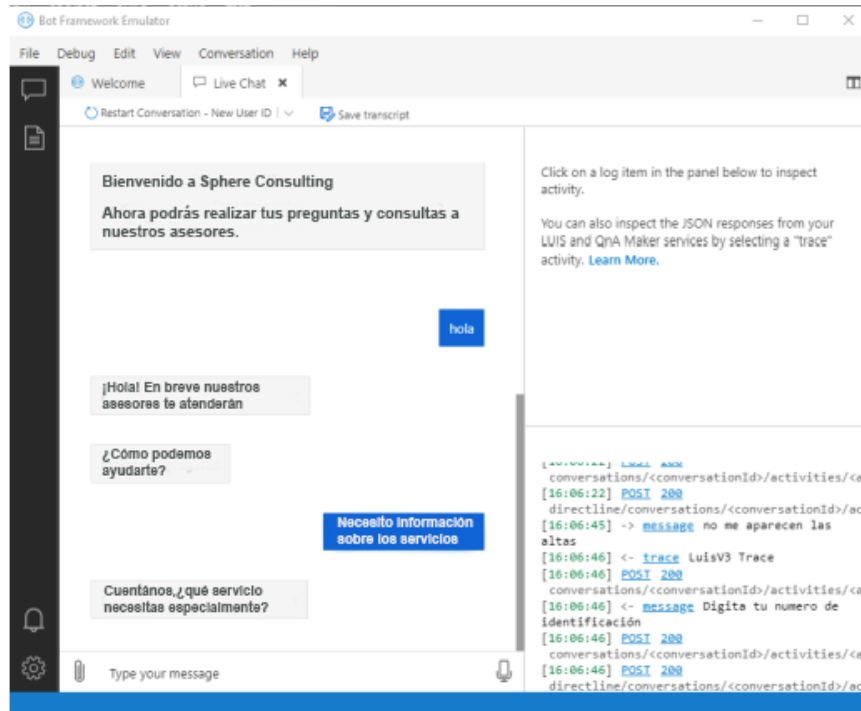 Bot Framework Emulator
File Debug Edit View Conversation Help
Welcome
Live Chat
Restart Conversation - New User ID
Save transcript
Bienvenido a Sphere Consulting
Ahora podrás realizar tus preguntas y consultas a
nuestros asesores.
hola
¡Hola! En breve nuestros
asesores te atenderán
¿Cómo podemos
ayudarte?
Necesito información
sobre los servicios
Cuentános,¿qué servicio
necesitas especialmente?
Type your message
Click on a log item in the panel below to inspect
activity.
You can also inspect the JSON responses from your
LUIS and QnA Maker services by selecting a "trace"
activity. Learn More.
[16:06:22] POST 200
conversations/<conversationId>/activities/<a
[16:06:22] POST 200
directline/conversations/<conversationId>/ac
[16:06:45] -> message no me aparecen las
altas
[16:06:46] <- trace LuisV3 Trace
[16:06:46] POST 200
conversations/<conversationId>/activities/<a
[16:06:46] <- message Digita tu numero de
identificación
[16:06:46] POST 200
conversations/<conversationId>/activities/<a
[16:06:46] POST 200
directline/conversations/<conversationId>/ac